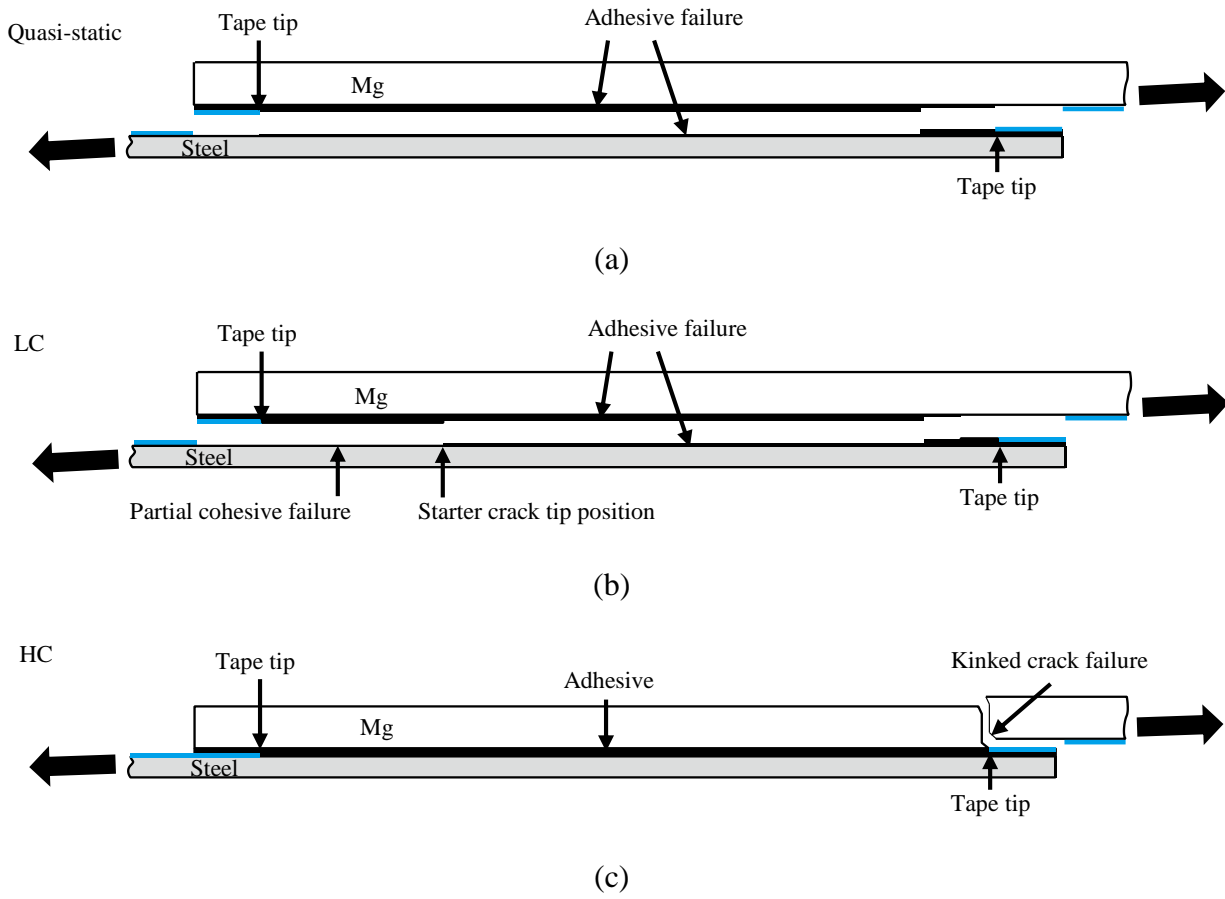 Quasi-static
Tape tip
Adhesive failure
Mg
Steel
Tape tip
(a)
LC
Tape tip
Adhesive failure
Mg
Steel
Partial cohesive failure
Starter crack tip position
Tape tip
(b)
HC
Tape tip
Adhesive
Kinked crack failure
Mg
Steel
Tape tip
(c)